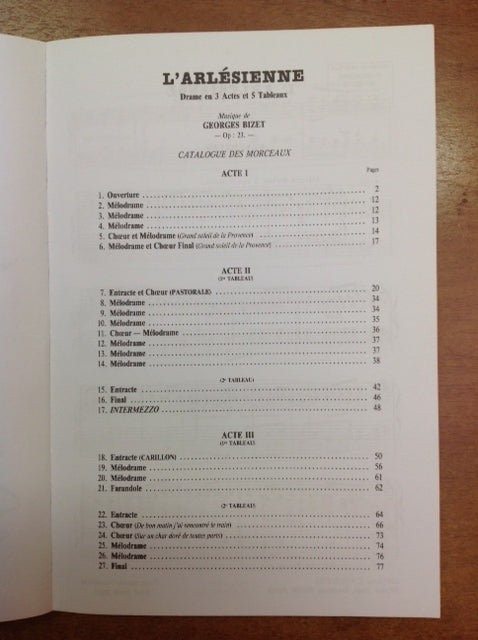 L'ARLÉSIENNE
Drame en 3 Actes et 5 Tableaux
Musique de
GEORGES BIZET
— Op : 23. —
CATALOGUE DES MORCEAUX
ACTE I
Pages
1. Ouverture 2
2. Mélodrame 12
3. Mélodrame 12
4. Mélodrame 13
5. Chœur et Mélodrame (Grand soleil de la Provence) 14
6. Mélodrame et Chœur Final (Grand soleil de la Provence) 17
ACTE II
(1er TABLEAU)
7. Entracte et Chœur (PASTORALE) 20
8. Mélodrame 34
9. Mélodrame 34
10. Mélodrame 35
11. Chœur — Mélodrame 36
12. Mélodrame 37
13. Mélodrame 37
14. Mélodrame 38
(2e TABLEAU)
15. Entracte 42
16. Final 46
17. INTERMEZZO 48
ACTE III
(1er TABLEAU)
18. Entracte (CARILLON) 50
19. Mélodrame 56
20. Mélodrame 61
21. Farandole 62
(2e TABLEAU)
22. Entracte 64
23. Chœur (De bon matin j'ai rencontré le train) 66
24. Chœur (Sur un char doré de toutes parts) 73
25. Mélodrame 74
26. Mélodrame 76
27. Final 77